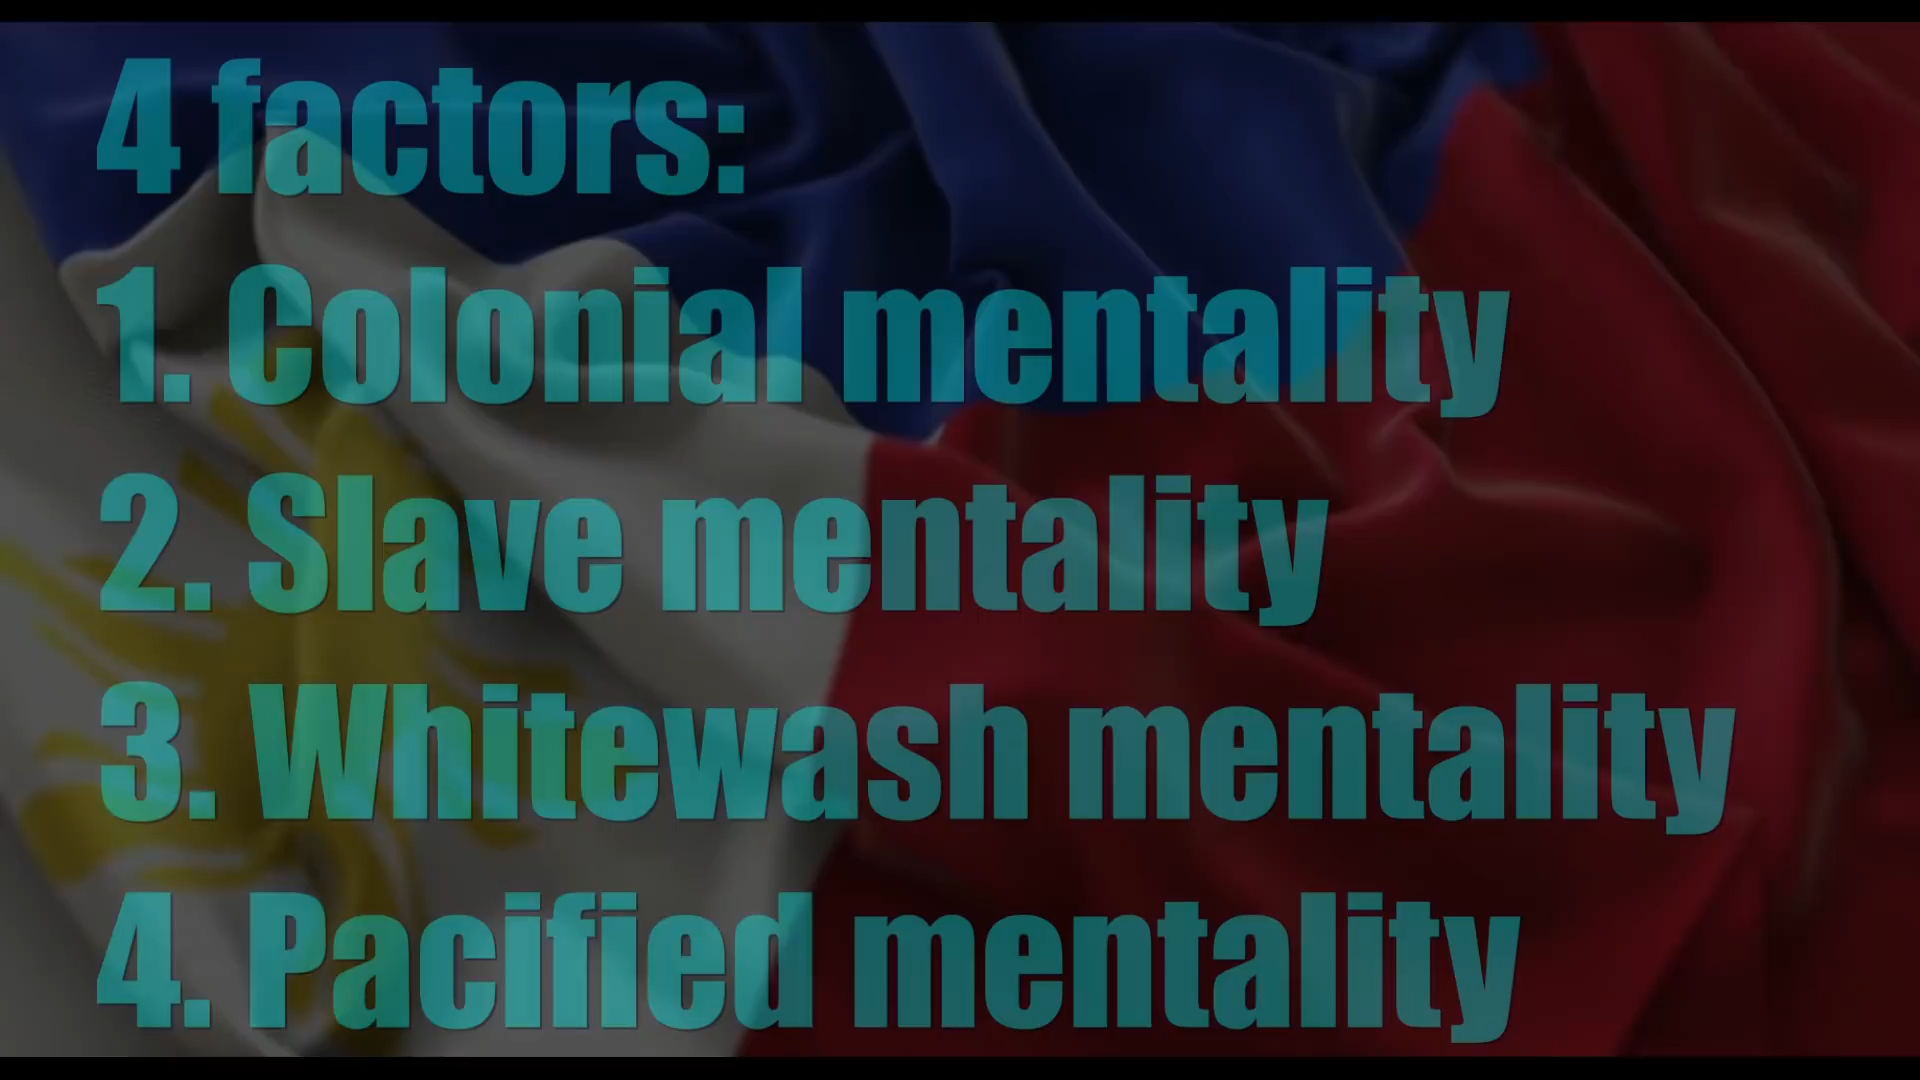 4 factors:
1. Colonial mentality
2. Slave mentality
3. Whitewash mentality
4. Pacified mentality